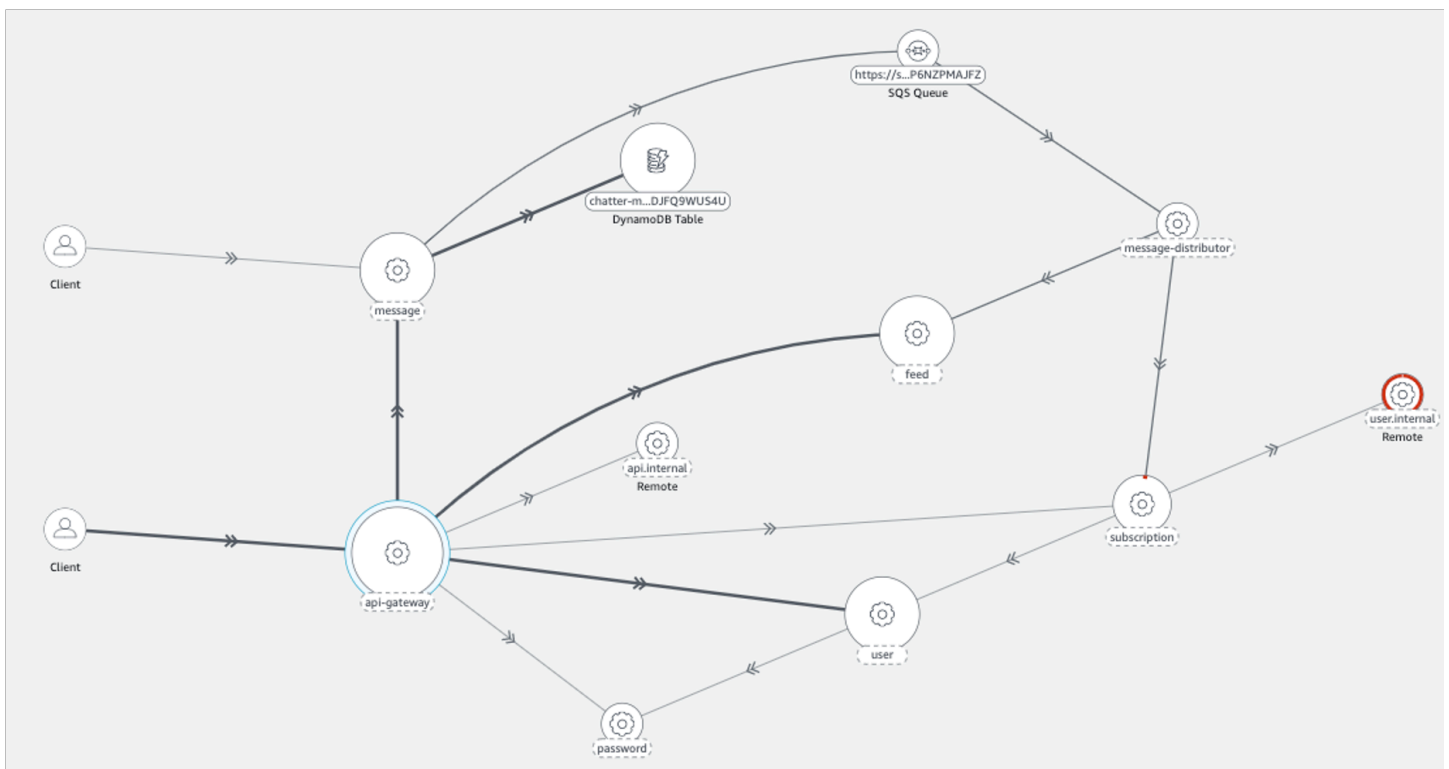 https://s...P6NZPMAJFZ
SQS Queue
chatter-m...DJFQ9WUS4U
DynamoDB Table
Client
message
message-distributor
feed
api.internal
Remote
user.internal
Remote
subscription
Client
api-gateway
user
password